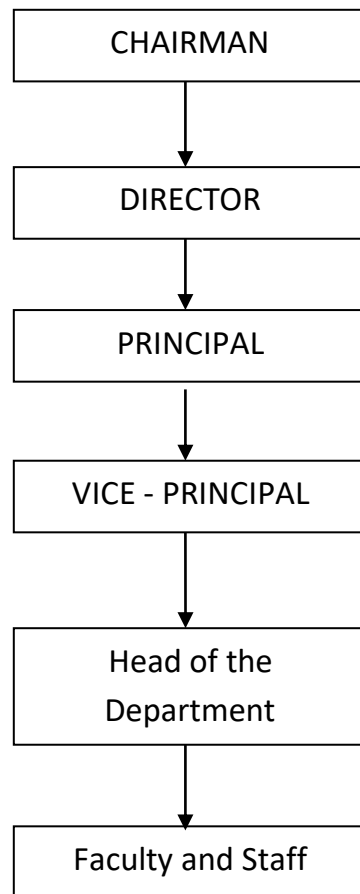 CHAIRMAN
DIRECTOR
PRINCIPAL
VICE - PRINCIPAL
Head of the
Department
Faculty and Staff